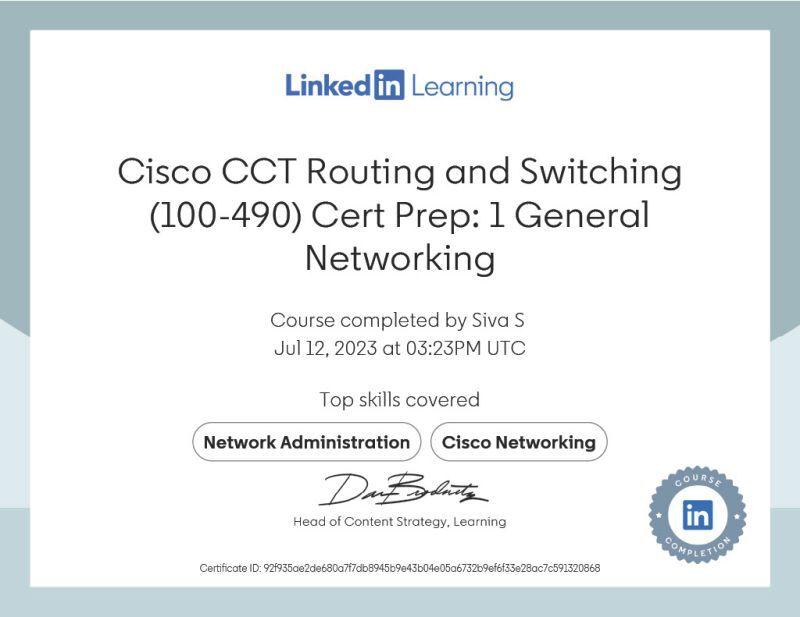 Linked in Learning
Cisco CCT Routing and Switching
(100-490) Cert Prep: 1 General
Networking
Course completed by Siva S
Jul 12, 2023 at 03:23PM UTC
Top skills covered
Network Administration Cisco Networking
Head of Content Strategy, Learning
COURSE
in
COMPLETION
Certificate ID: 92f935ae2de680a7f7db8945b9e43b04e05a6732b9ef6f33e28ac7c591320868